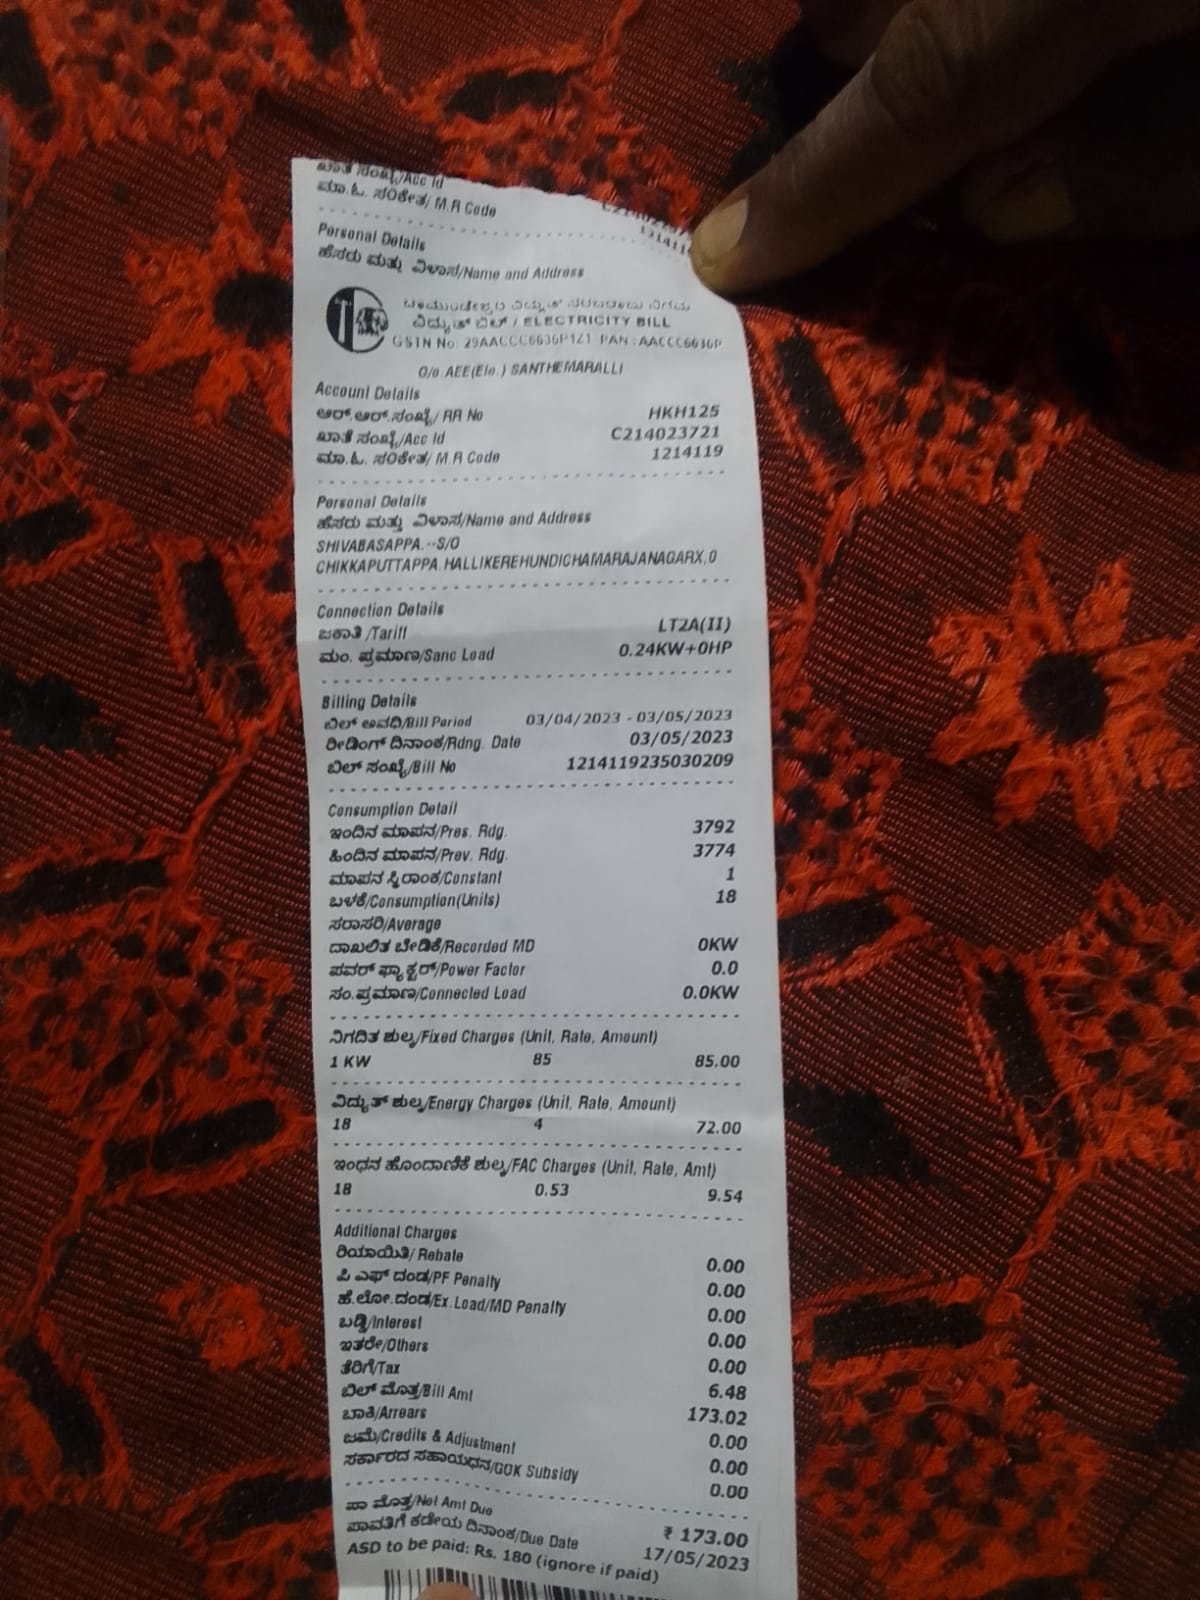 ಖಾತೆ ಸಂಖ್ಯೆ/Acc Id
ಮಾ.ಓ. ಸಂಕೇತ/ M.R Code
Personal Details
ಹೆಸರು ಮತ್ತು ವಿಳಾಸ/Name and Address
ಚಾಮುಂಡೇಶ್ವರಿ ವಿದ್ಯುತ್ ಸರಬರಾಜು ನಿಗಮ
ವಿದ್ಯುತ್ ಬಿಲ್ / ELECTRICITY BILL
GSTN No: 29AACCC6636P1Z1 PAN : AACCC6636P
O/o. AEE(Ele.) SANTHEMARALLI
Account Details
ಆರ್.ಆರ್.ಸಂಖ್ಯೆ/ RR No HKH125
ಖಾತೆ ಸಂಖ್ಯೆ/Acc Id C214023721
ಮಾ.ಓ. ಸಂಕೇತ/ M.R Code 1214119
Personal Details
ಹೆಸರು ಮತ್ತು ವಿಳಾಸ/Name and Address
SHIVABASAPPA.--S/O
CHIKKAPUTTAPPA.HALLIKEREHUNDICHAMARAJANAGARX,0
Connection Details
ಜಕಾತಿ /Tariff LT2A(II)
ಮಂ. ಪ್ರಮಾಣ/Sanc Load 0.24KW+0HP
Billing Details
ಬಿಲ್ ಅವಧಿ/Bill Period 03/04/2023 - 03/05/2023
ರೀಡಿಂಗ್ ದಿನಾಂಕ/Rdng. Date 03/05/2023
ಬಿಲ್ ಸಂಖ್ಯೆ/Bill No 1214119235030209
Consumption Detail
ಇಂದಿನ ಮಾಪನ/Pres. Rdg. 3792
ಹಿಂದಿನ ಮಾಪನ/Prev. Rdg. 3774
ಮಾಪನ ಸ್ಥಿರಾಂಕ/Constant 1
ಬಳಕೆ/Consumption(Units) 18
ಸರಾಸರಿ/Average
ದಾಖಲಿತ ಬೇಡಿಕೆ/Recorded MD 0KW
ಪವರ್ ಫ್ಯಾಕ್ಟರ್/Power Factor 0.0
ಸಂ.ಪ್ರಮಾಣ/Connected Load 0.0KW
ನಿಗದಿತ ಶುಲ್ಕ/Fixed Charges (Unit, Rate, Amount)
1 KW 85 85.00
ವಿದ್ಯುತ್ ಶುಲ್ಕ/Energy Charges (Unit, Rate, Amount)
18 4 72.00
ಇಂಧನ ಹೊಂದಾಣಿಕೆ ಶುಲ್ಕ/FAC Charges (Unit, Rate, Amt)
18 0.53 9.54
Additional Charges
ರಿಯಾಯಿತಿ/ Rebate 0.00
ಪಿ ಎಫ್ ದಂಡ/PF Penalty 0.00
ಹೆ.ಲೋ.ದಂಡ/Ex.Load/MD Penalty 0.00
ಬಡ್ಡಿ/Interest 0.00
ಇತರೇ/Others 0.00
ತೆರಿಗೆ/Tax 6.48
ಬಿಲ್ ಮೊತ್ತ/Bill Amt 173.02
ಬಾಕಿ/Arrears 0.00
ಜಮೆ/Credits & Adjustment 0.00
ಸರ್ಕಾರದ ಸಹಾಯಧನ/GOK Subsidy 0.00
ಪಾ ಮೊತ್ತ/Net Amt Due ₹ 173.00
ಪಾವತಿಗೆ ಕಡೇಯ ದಿನಾಂಕ/Due Date 17/05/2023
ASD to be paid: Rs. 180 (ignore if paid)